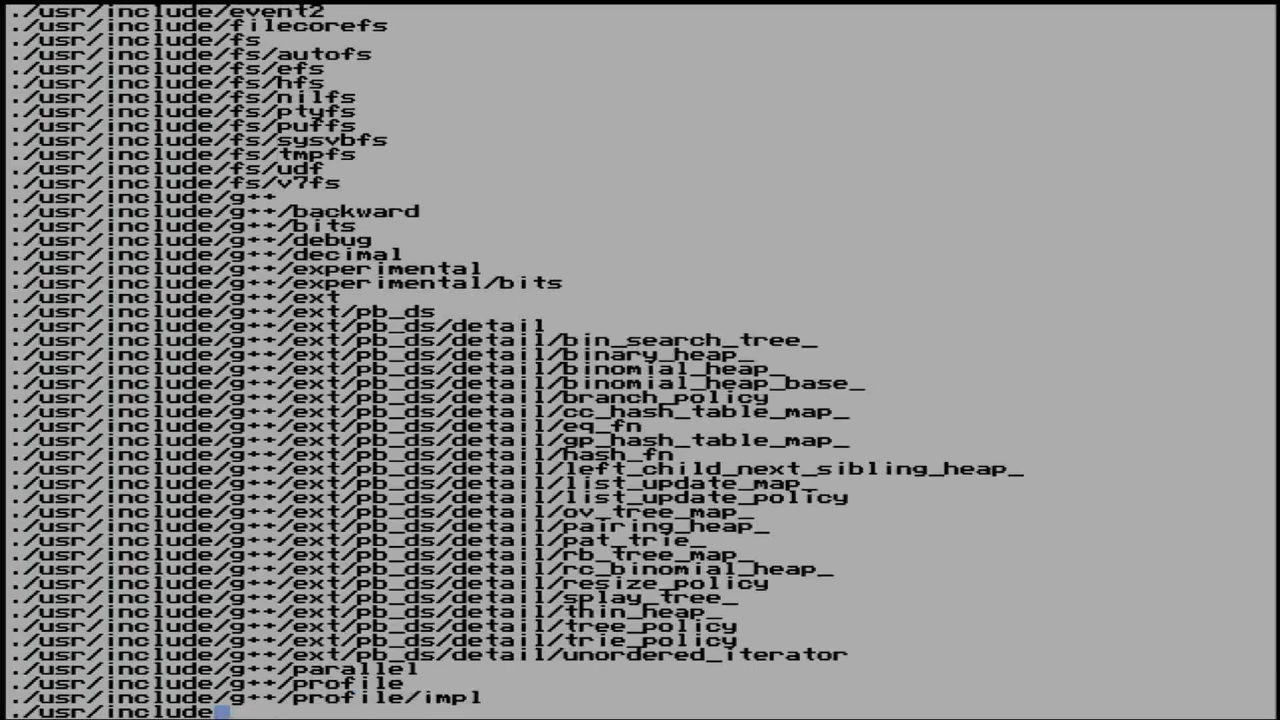 ./usr/include/event2
./usr/include/filecorefs
./usr/include/fs
./usr/include/fs/autofs
./usr/include/fs/efs
./usr/include/fs/hfs
./usr/include/fs/nilfs
./usr/include/fs/ptyfs
./usr/include/fs/puffs
./usr/include/fs/sysvbfs
./usr/include/fs/tmpfs
./usr/include/fs/udf
./usr/include/fs/v7fs
./usr/include/g++
./usr/include/g++/backward
./usr/include/g++/bits
./usr/include/g++/debug
./usr/include/g++/decimal
./usr/include/g++/experimental
./usr/include/g++/experimental/bits
./usr/include/g++/ext
./usr/include/g++/ext/pb_ds
./usr/include/g++/ext/pb_ds/detail
./usr/include/g++/ext/pb_ds/detail/bin_search_tree_
./usr/include/g++/ext/pb_ds/detail/binary_heap_
./usr/include/g++/ext/pb_ds/detail/binomial_heap_
./usr/include/g++/ext/pb_ds/detail/binomial_heap_base_
./usr/include/g++/ext/pb_ds/detail/branch_policy
./usr/include/g++/ext/pb_ds/detail/cc_hash_table_map_
./usr/include/g++/ext/pb_ds/detail/eq_fn
./usr/include/g++/ext/pb_ds/detail/gp_hash_table_map_
./usr/include/g++/ext/pb_ds/detail/hash_fn
./usr/include/g++/ext/pb_ds/detail/left_child_next_sibling_heap_
./usr/include/g++/ext/pb_ds/detail/list_update_map_
./usr/include/g++/ext/pb_ds/detail/list_update_policy
./usr/include/g++/ext/pb_ds/detail/ov_tree_map_
./usr/include/g++/ext/pb_ds/detail/pairing_heap_
./usr/include/g++/ext/pb_ds/detail/pat_trie_
./usr/include/g++/ext/pb_ds/detail/rb_tree_map_
./usr/include/g++/ext/pb_ds/detail/rc_binomial_heap_
./usr/include/g++/ext/pb_ds/detail/resize_policy
./usr/include/g++/ext/pb_ds/detail/splay_tree_
./usr/include/g++/ext/pb_ds/detail/thin_heap_
./usr/include/g++/ext/pb_ds/detail/tree_policy
./usr/include/g++/ext/pb_ds/detail/trie_policy
./usr/include/g++/ext/pb_ds/detail/unordered_iterator
./usr/include/g++/parallel
./usr/include/g++/profile
./usr/include/g++/profile/impl
./usr/include